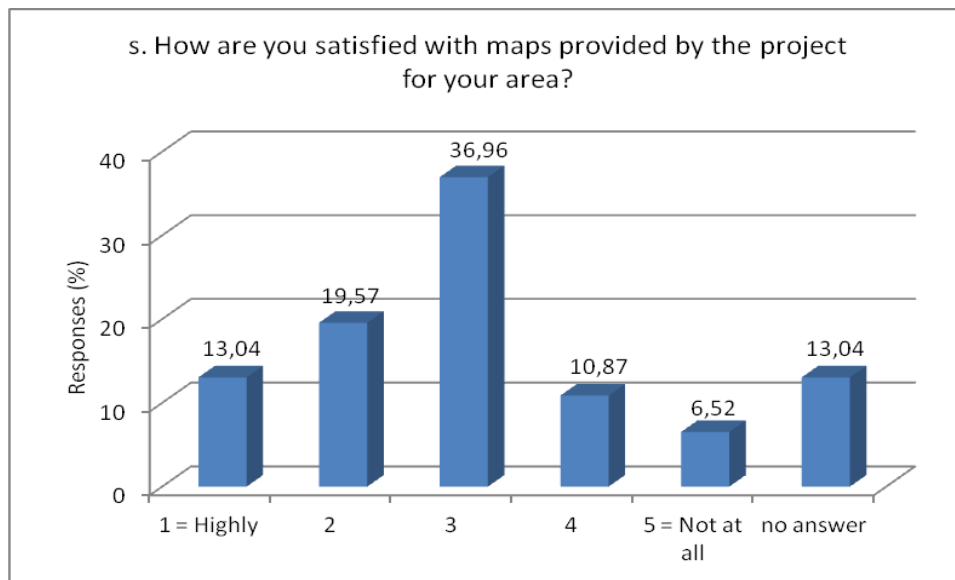 s. How are you satisfied with maps provided by the project
for your area?
Responses (%)
40
30
20
10
0
13,04
19,57
36,96
10,87
6,52
13,04
1 = Highly
2
3
4
5 = Not at
all
no answer